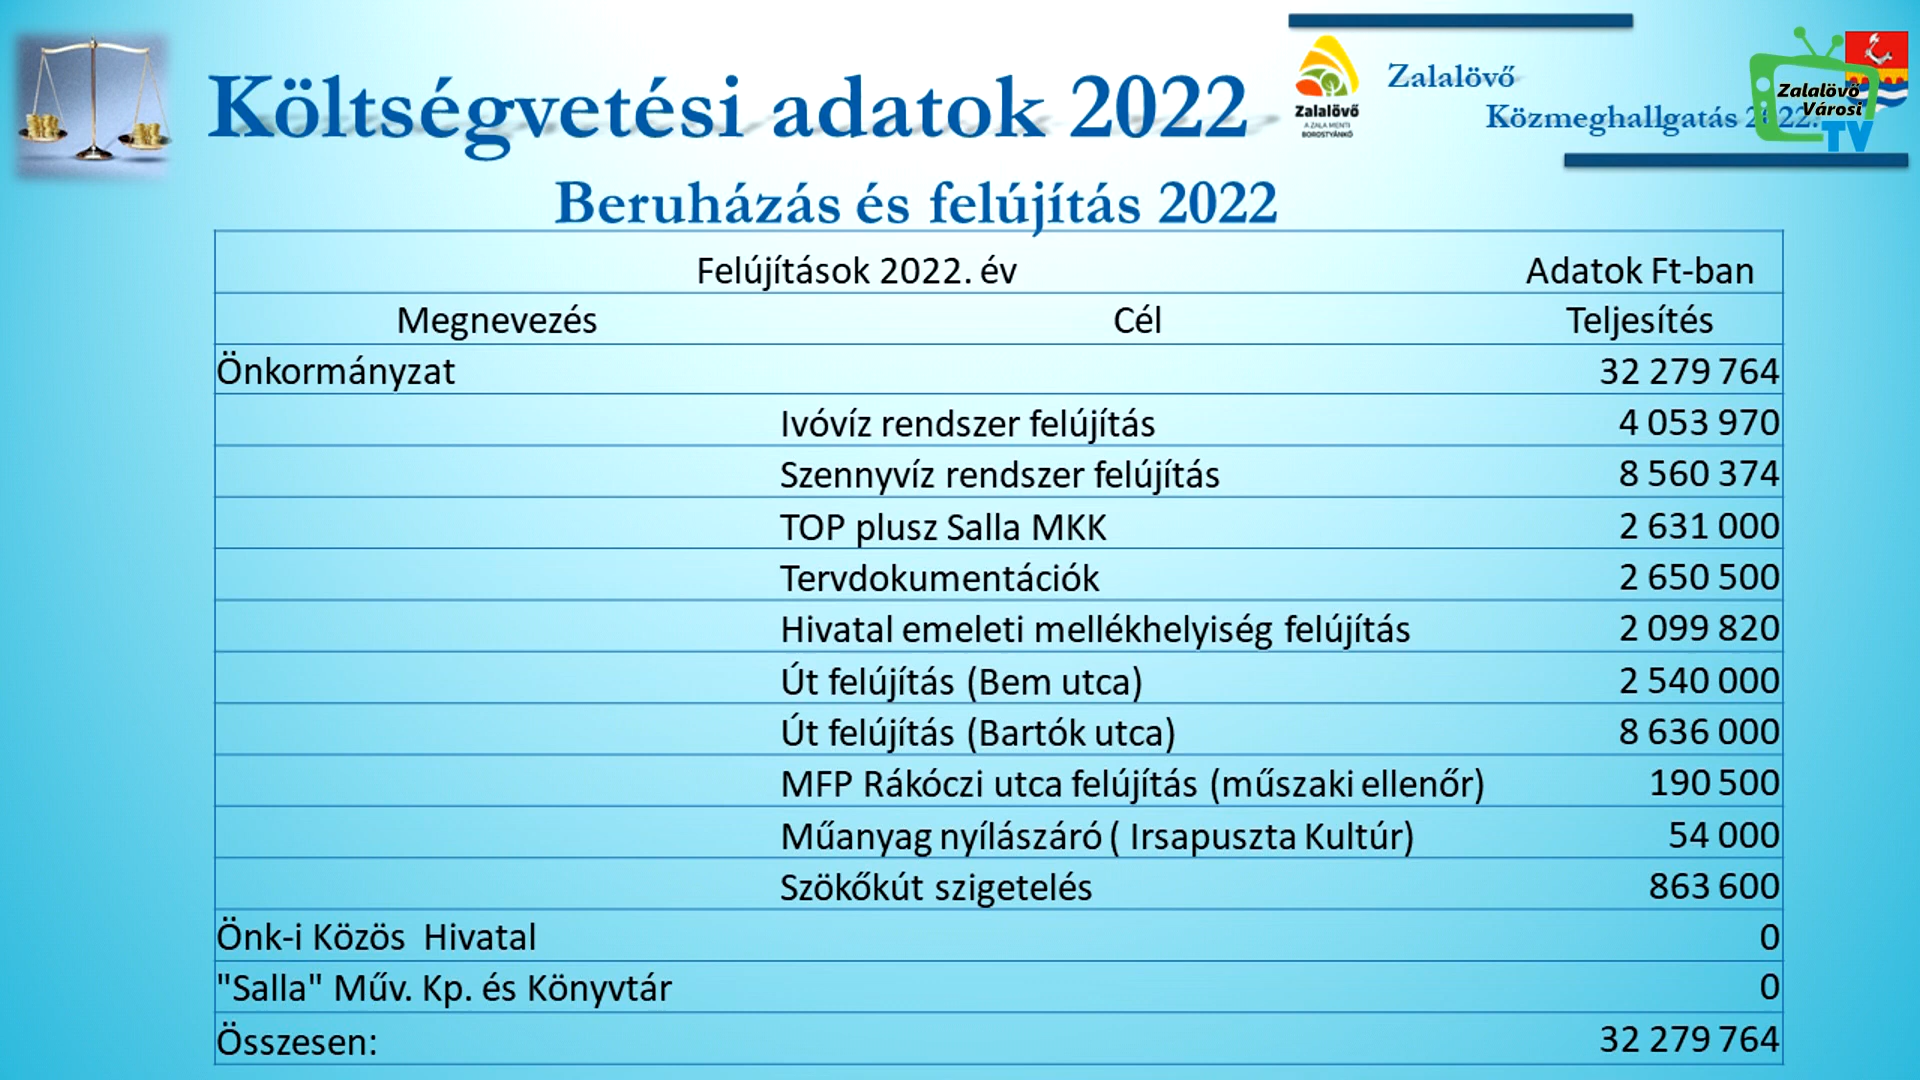 Költségvetési adatok 2022
Zalalövő
A ZALA MENTI
BOROSTYÁNKŐ
Zalalövő
Közmeghallgatás 2022.
Zalalövő
Városi
TV
Beruházás és felújítás 2022
Felújítások 2022. év Adatok Ft-ban
Megnevezés Cél Teljesítés
Önkormányzat 32 279 764
Ivóvíz rendszer felújítás 4 053 970
Szennyvíz rendszer felújítás 8 560 374
TOP plusz Salla MKK 2 631 000
Tervdokumentációk 2 650 500
Hivatal emeleti mellékhelyiség felújítás 2 099 820
Út felújítás (Bem utca) 2 540 000
Út felújítás (Bartók utca) 8 636 000
MFP Rákóczi utca felújítás (műszaki ellenőr) 190 500
Műanyag nyílászáró ( Irsapuszta Kultúr) 54 000
Szökőkút szigetelés 863 600
Önk-i Közös Hivatal 0
"Salla" Műv. Kp. és Könyvtár 0
Összesen: 32 279 764